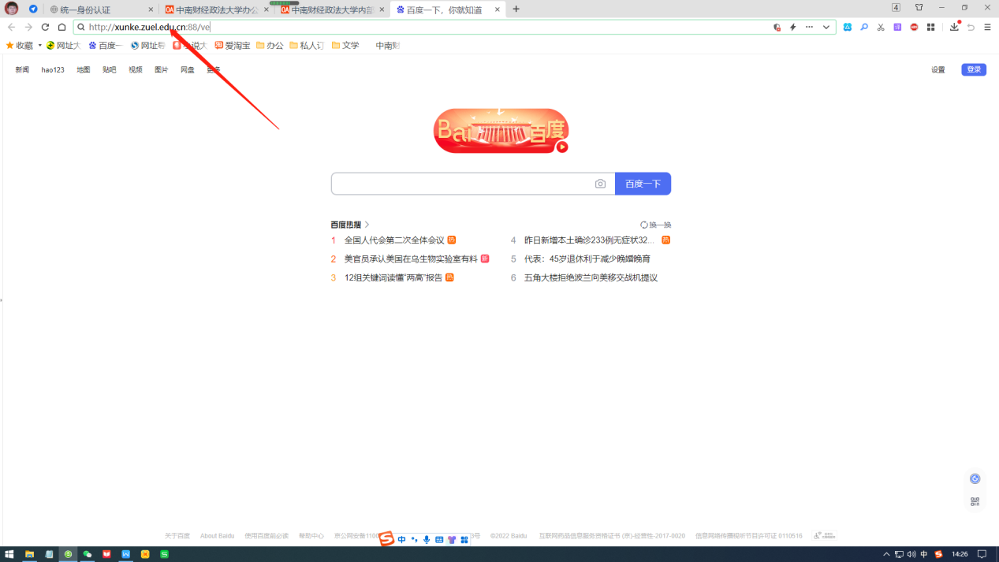 统一身份认证
OA 中南财经政法大学办公
OA 中南财经政法大学内部
百度一下，你就知道
4
http://xunke.zuel.edu.cn:88/ve
译
ABP
收藏
网址大
百度一
网址导
小说大
淘 爱淘宝
办公
私人订
文学
中南财
新闻
hao123
地图
贴吧
视频
图片
网盘
更多
设置
登录
Bai 百度
百度一下
百度热搜
换一换
1 全国人代会第二次全体会议 热
2 美官员承认美国在乌生物实验室有料 新
3 12组关键词读懂“两高”报告 热
4 昨日新增本土确诊233例无症状32... 热
5 代表：45岁退休利于减少晚婚晚育
6 五角大楼拒绝波兰向美移交战机提议
关于百度
About Baidu
使用百度前必读
帮助中心
京公网安备1100
号
©2022 Baidu
互联网药品信息服务资格证书 (京)-经营性-2017-0020
信息网络传播视听节目许可证 0110516
S 中
中
S
14:26